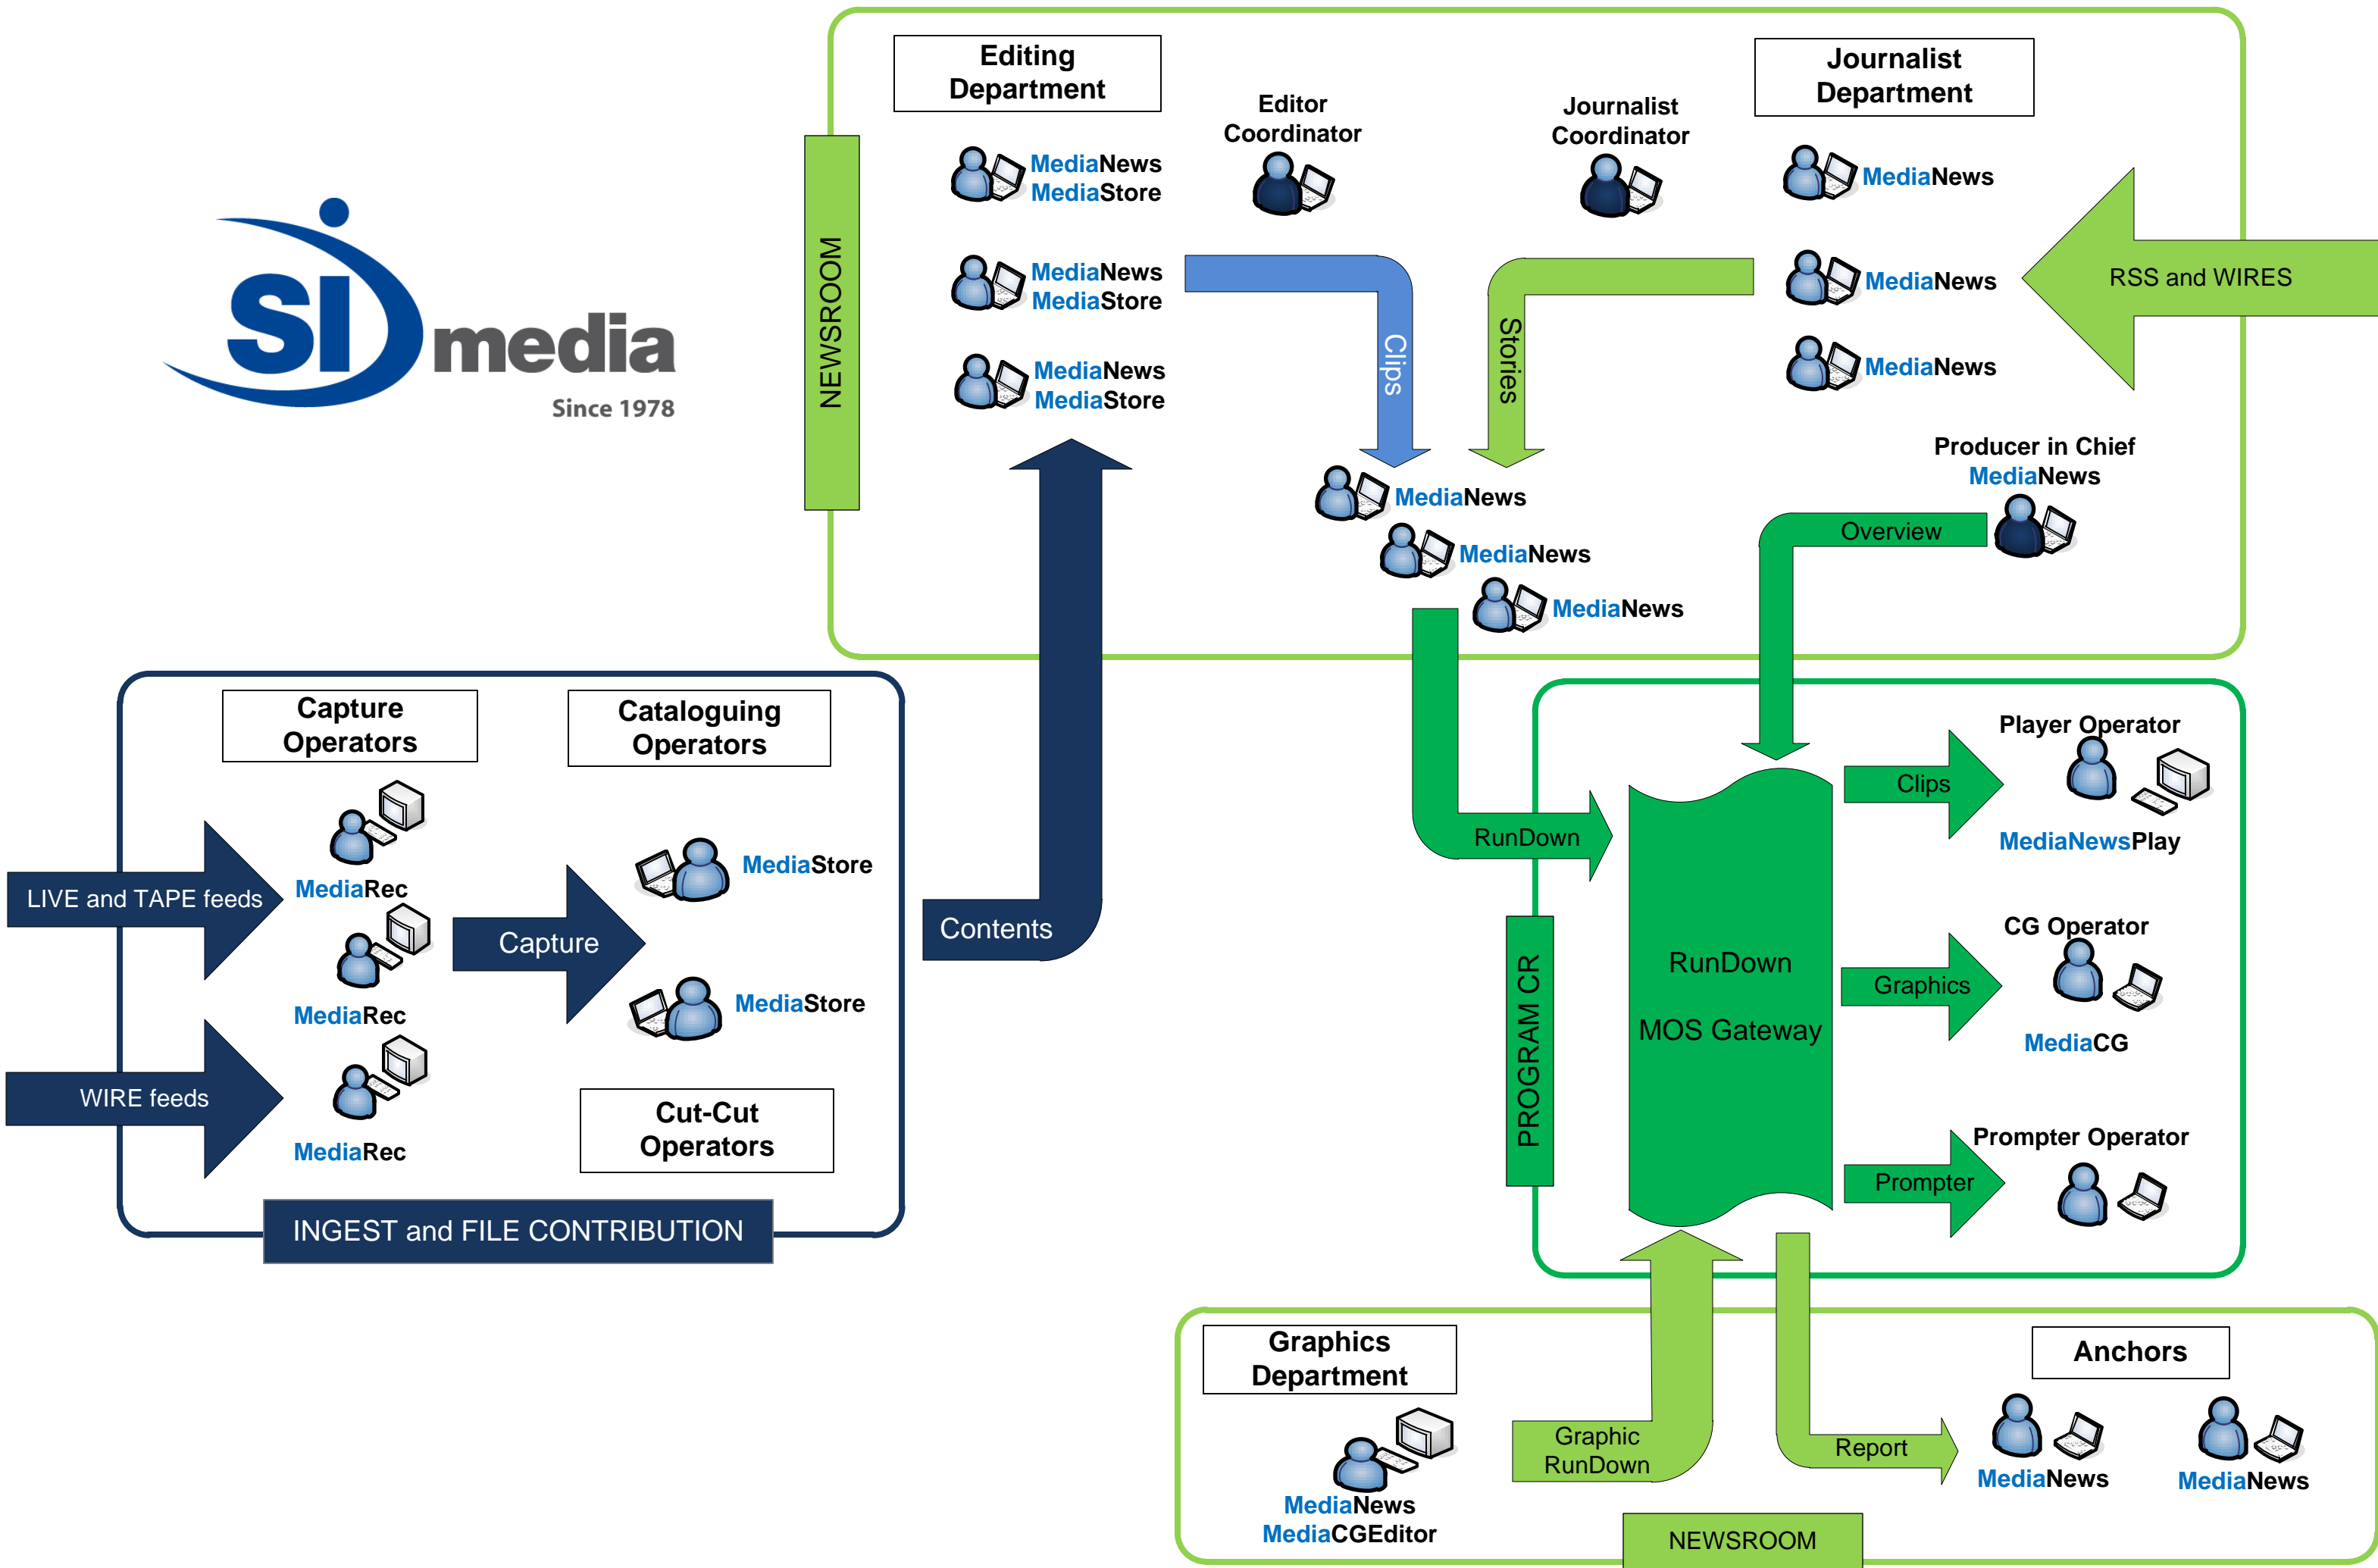 SI media
Since 1978
NEWSROOM
Editing
Department
MediaNews
MediaStore
MediaNews
MediaStore
MediaNews
MediaStore
Editor
Coordinator
Journalist
Coordinator
Journalist
Department
MediaNews
MediaNews
MediaNews
RSS and WIRES
Clips
Stories
MediaNews
MediaNews
MediaNews
Producer in Chief
MediaNews
Overview
Capture
Operators
Cataloguing
Operators
LIVE and TAPE feeds
WIRE feeds
MediaRec
MediaRec
MediaRec
Capture
MediaStore
MediaStore
Cut-Cut
Operators
INGEST and FILE CONTRIBUTION
Contents
RunDown
PROGRAM CR
RunDown
MOS Gateway
Clips
Player Operator
MediaNewsPlay
Graphics
CG Operator
MediaCG
Prompter
Prompter Operator
Graphics
Department
MediaNews
MediaCGEditor
Graphic
RunDown
Report
Anchors
MediaNews
MediaNews
NEWSROOM